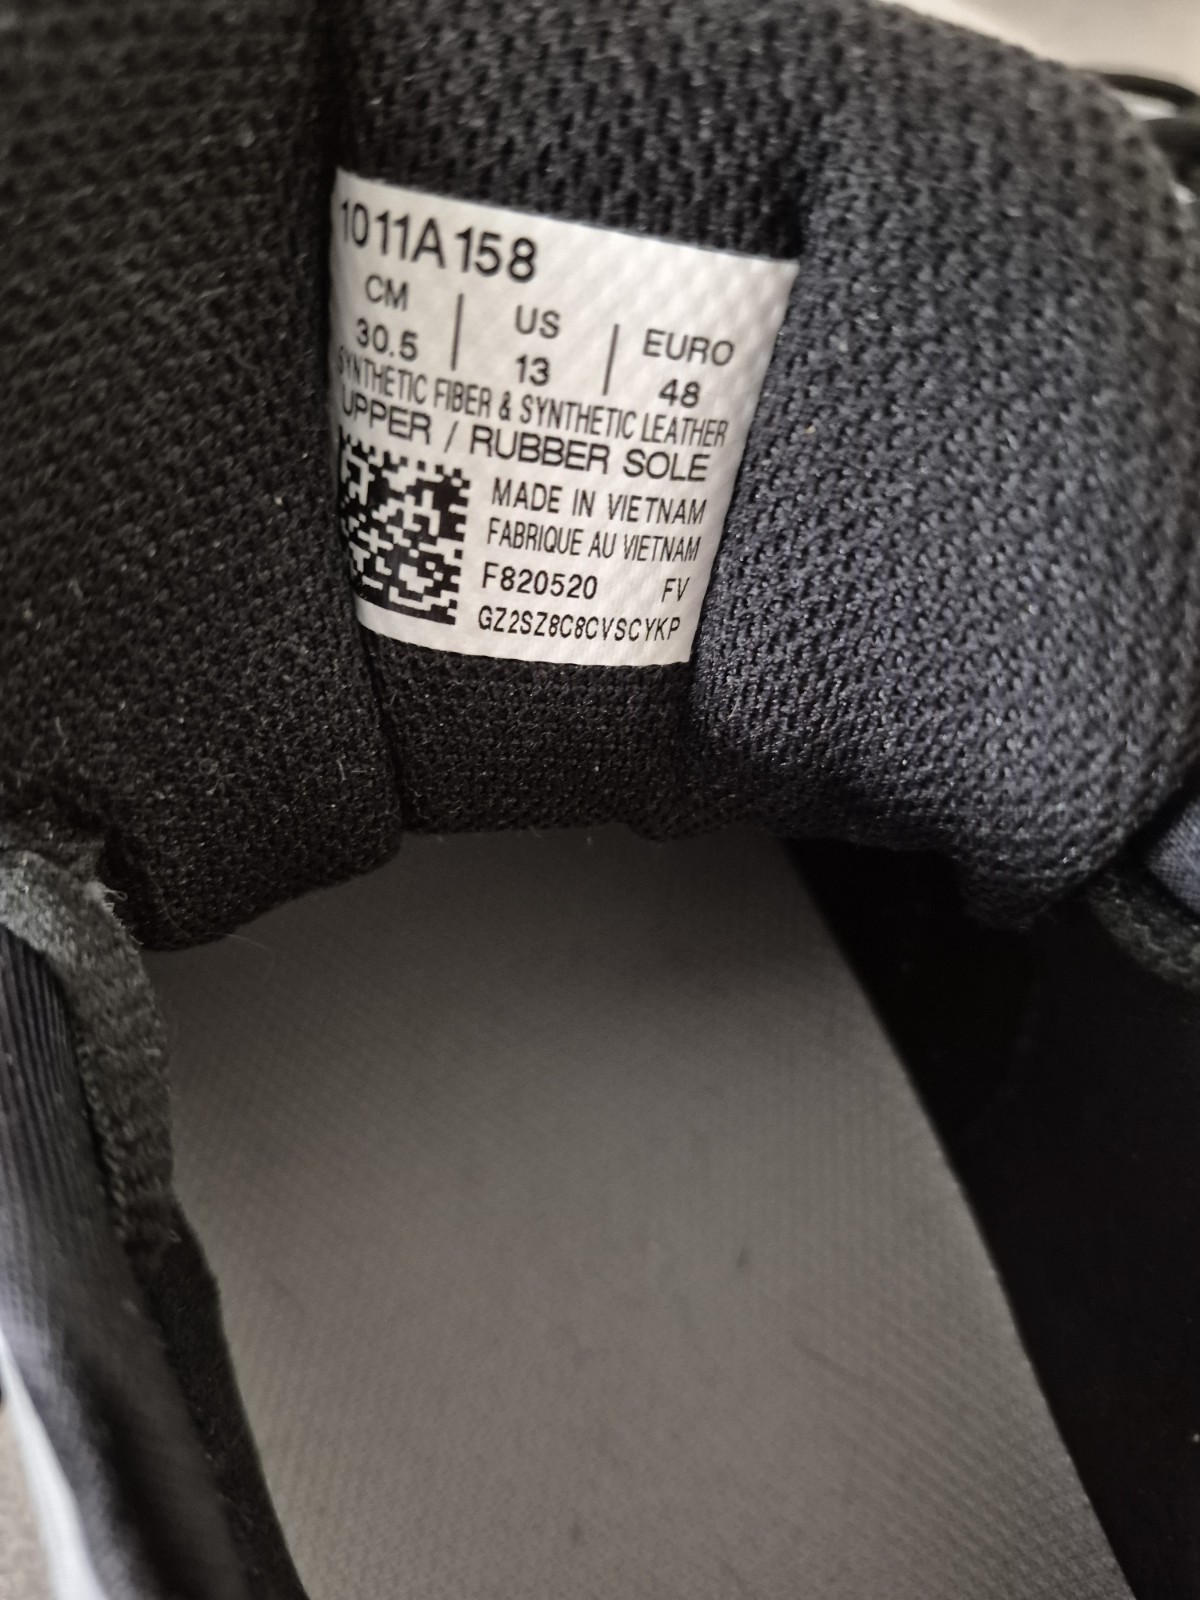 1011A158
CM | US | EURO
30.5 | 13 | 48
SYNTHETIC FIBER & SYNTHETIC LEATHER
UPPER / RUBBER SOLE
MADE IN VIETNAM
FABRIQUE AU VIETNAM
F820520 FV
GZ2SZ8C8CVSCYKP